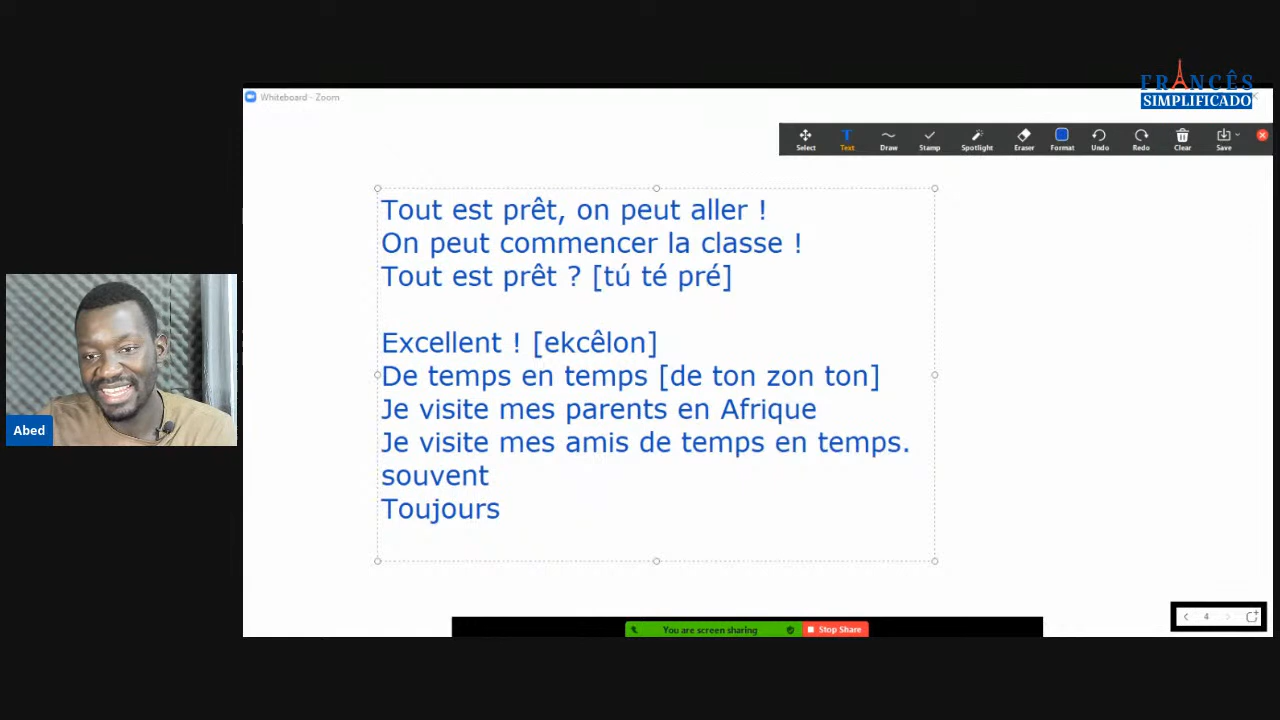 FRANCÊS
SIMPLIFICADO
Whiteboard - Zoom
Select Text Draw Stamp Spotlight Eraser Format Undo Redo Clear Save
Tout est prêt, on peut aller !
On peut commencer la classe !
Tout est prêt ? [tú té pré]
Excellent ! [ekcêlon]
De temps en temps [de ton zon ton]
Je visite mes parents en Afrique
Je visite mes amis de temps en temps.
souvent
Toujours
Abed
4
You are screen sharing Stop Share